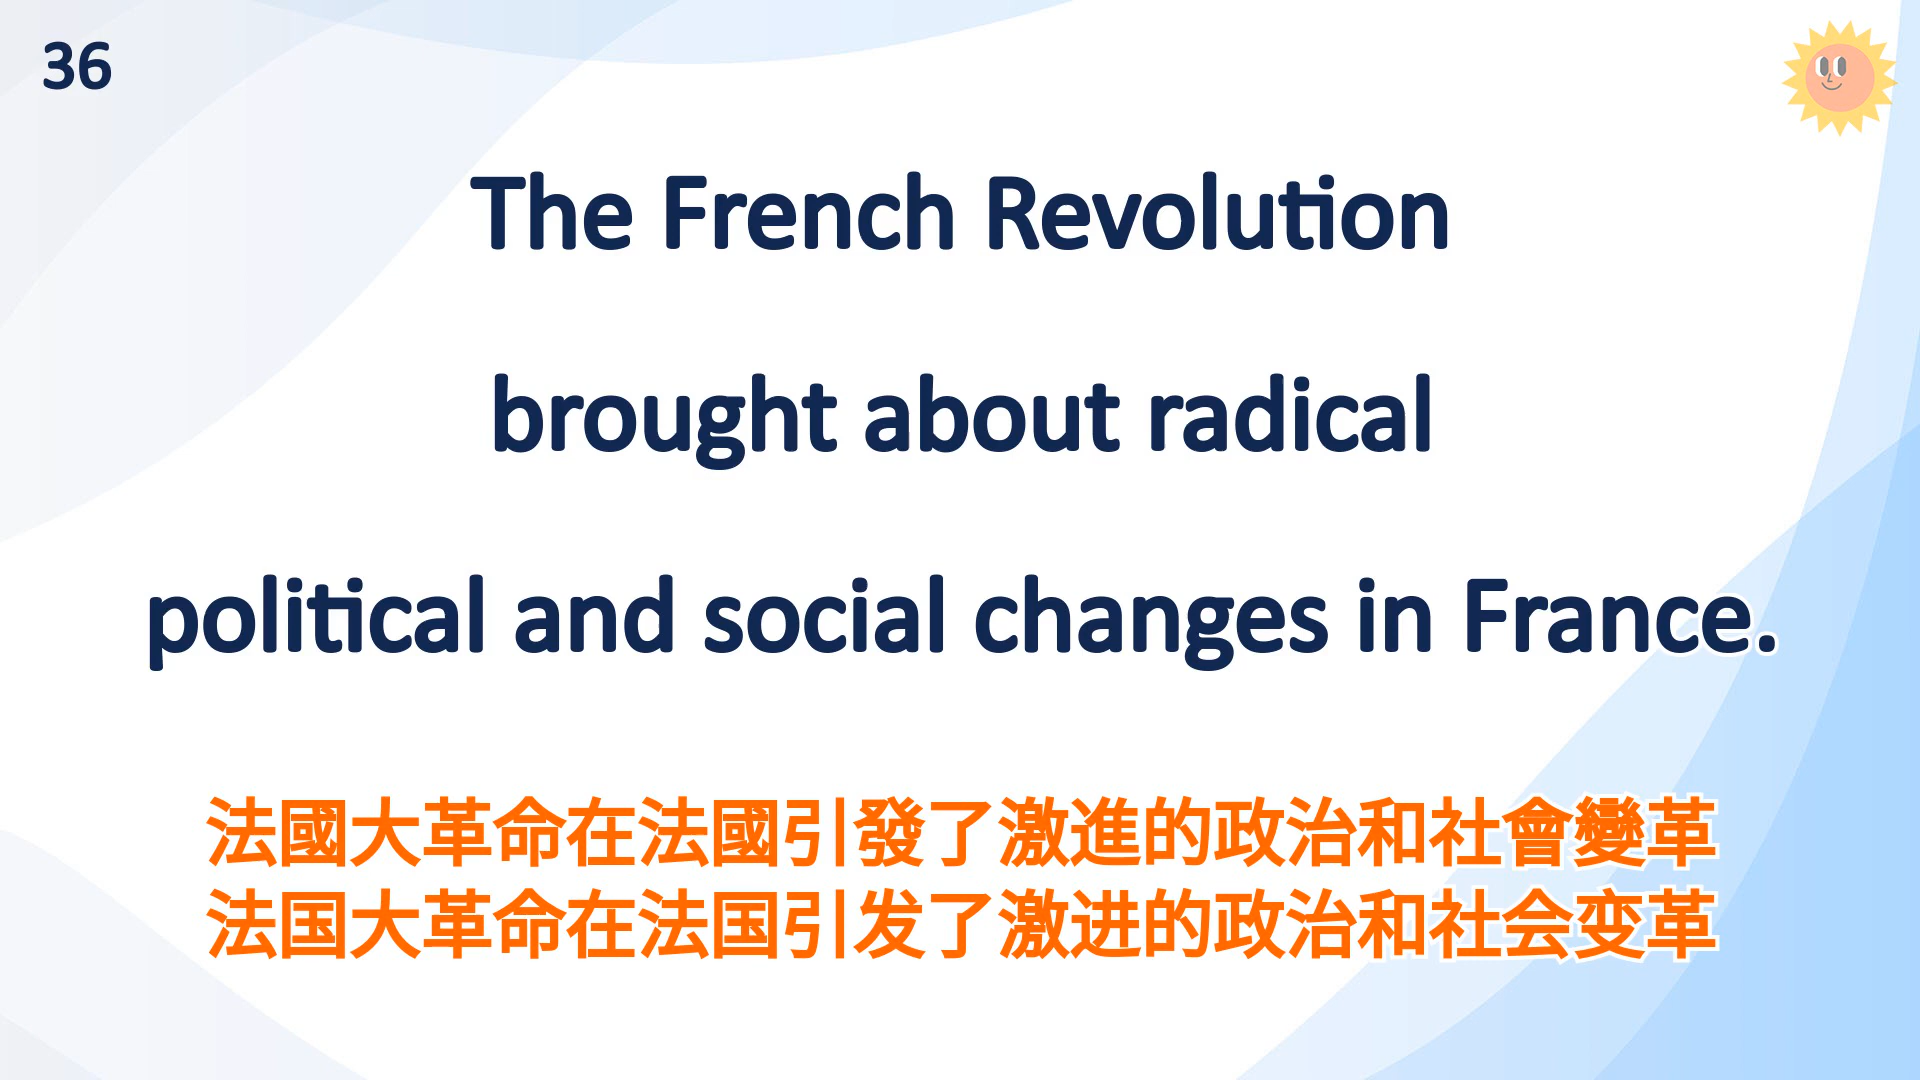 36
The French Revolution
brought about radical
political and social changes in France.
法國大革命在法國引發了激進的政治和社會變革
法国大革命在法国引发了激进的政治和社会变革